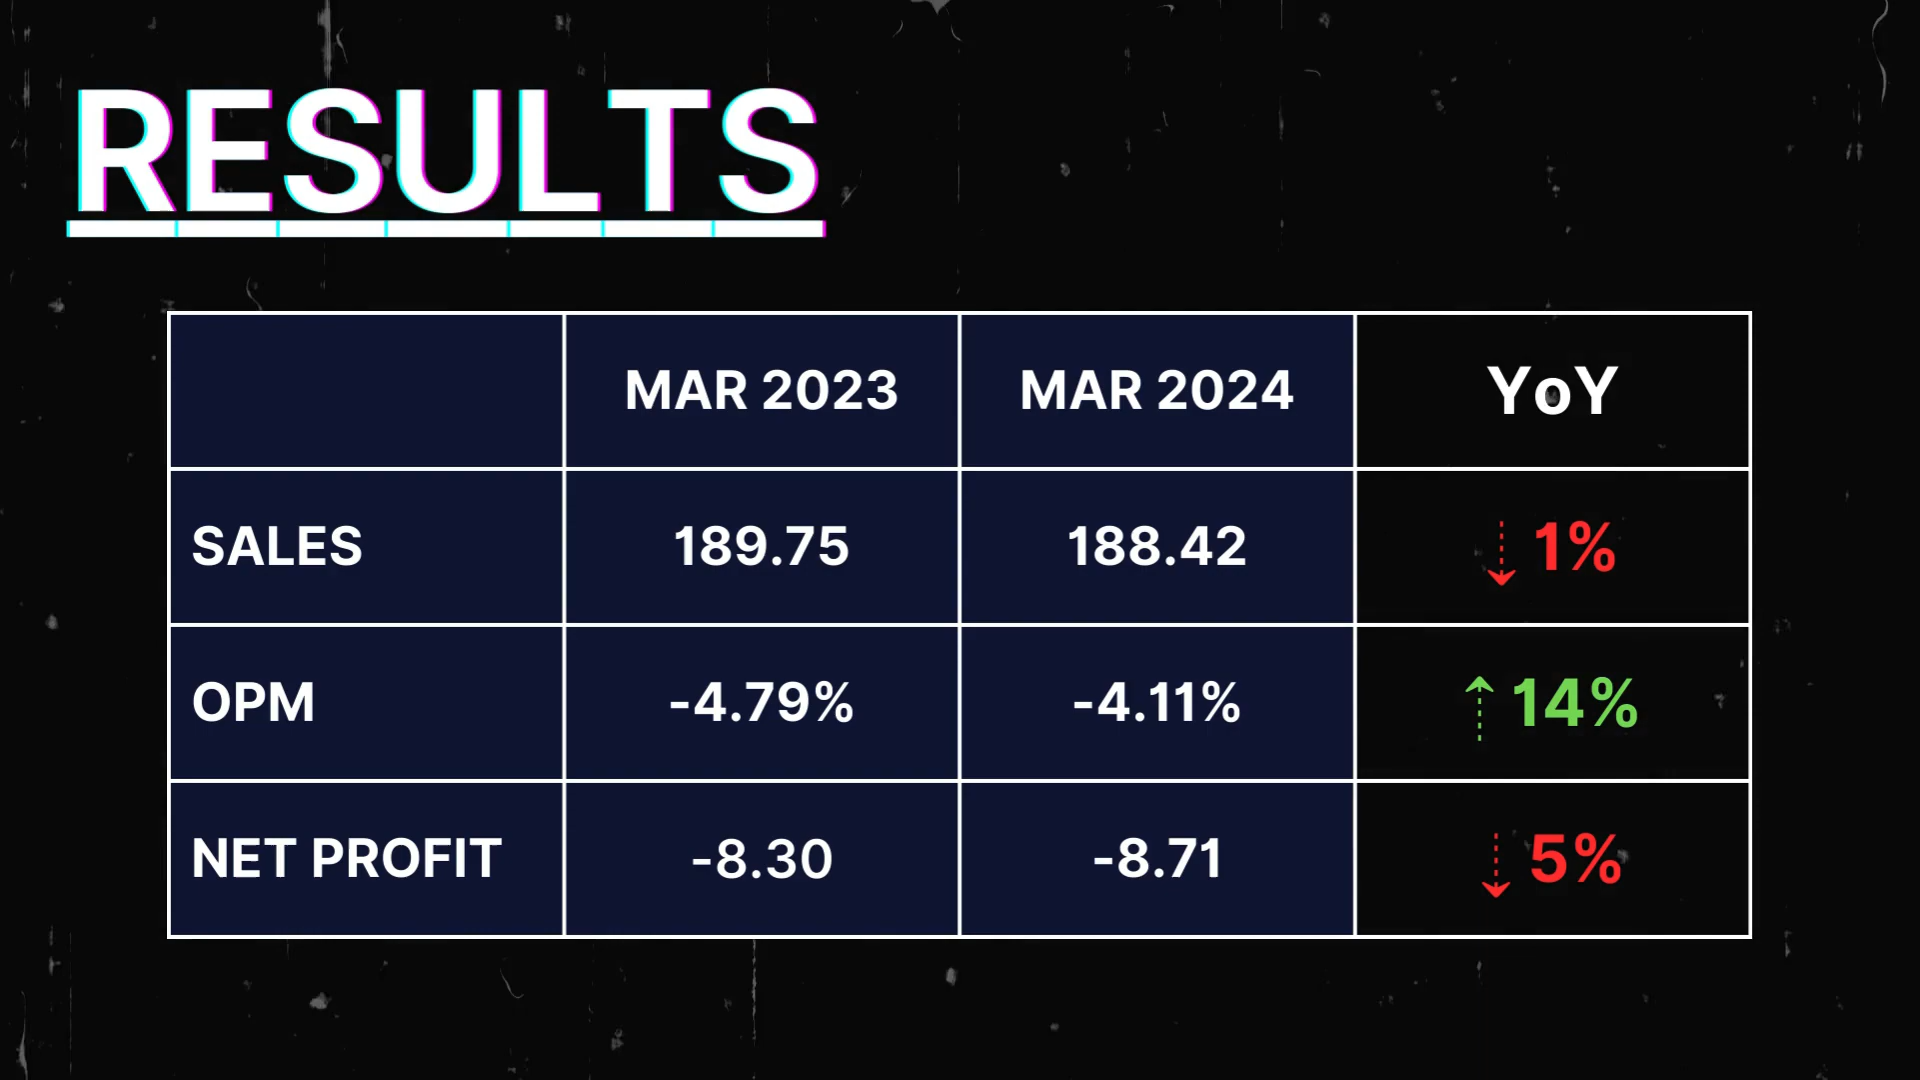 RESULTS
MAR 2023 MAR 2024 YoY
SALES 189.75 188.42 ↓ 1%
OPM -4.79% -4.11% ↑ 14%
NET PROFIT -8.30 -8.71 ↓ 5%